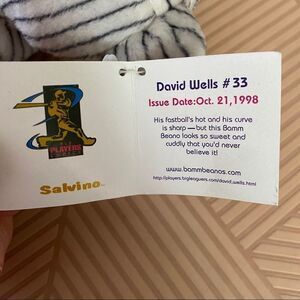 PLAYERS
CHOICE
Salvino
David Wells #33
Issue Date:Oct. 21,1998
His fastball's hot and his curve
is sharp—but this Bamm
Beano looks so sweet and
cuddly that you'd never
believe it!
www.bammbeanos.com
http://players.bigleaguers.com/david_wells.html